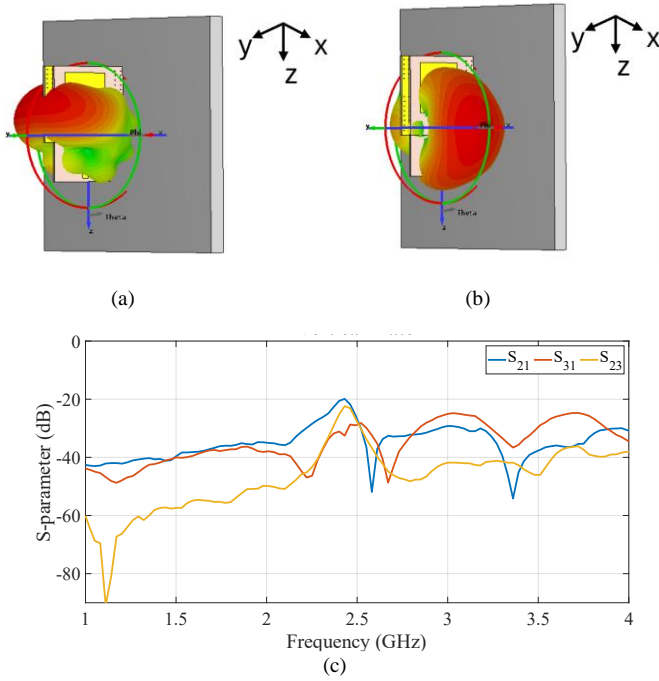 y x
z
y x
z
y Phi x
Theta
z
y Phi x
Theta
z
(a) (b)
0
S21 S31 S23
-20
-40
-60
-80
S-parameter (dB)
1 1.5 2 2.5 3 3.5 4
Frequency (GHz)
(c)